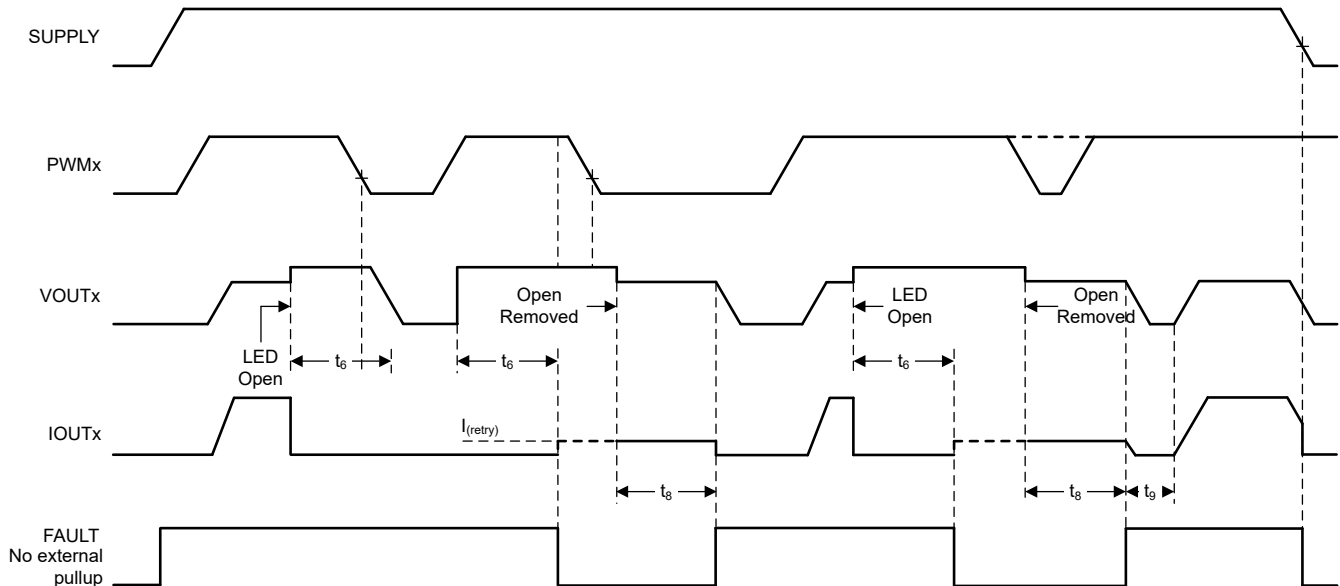 SUPPLY
PWMx
VOUTx
LED
Open
t6
t6
Open
Removed
LED
Open
t6
Open
Removed
IOUTx
I(retry)
t8
t8
t9
FAULT
No external
pullup